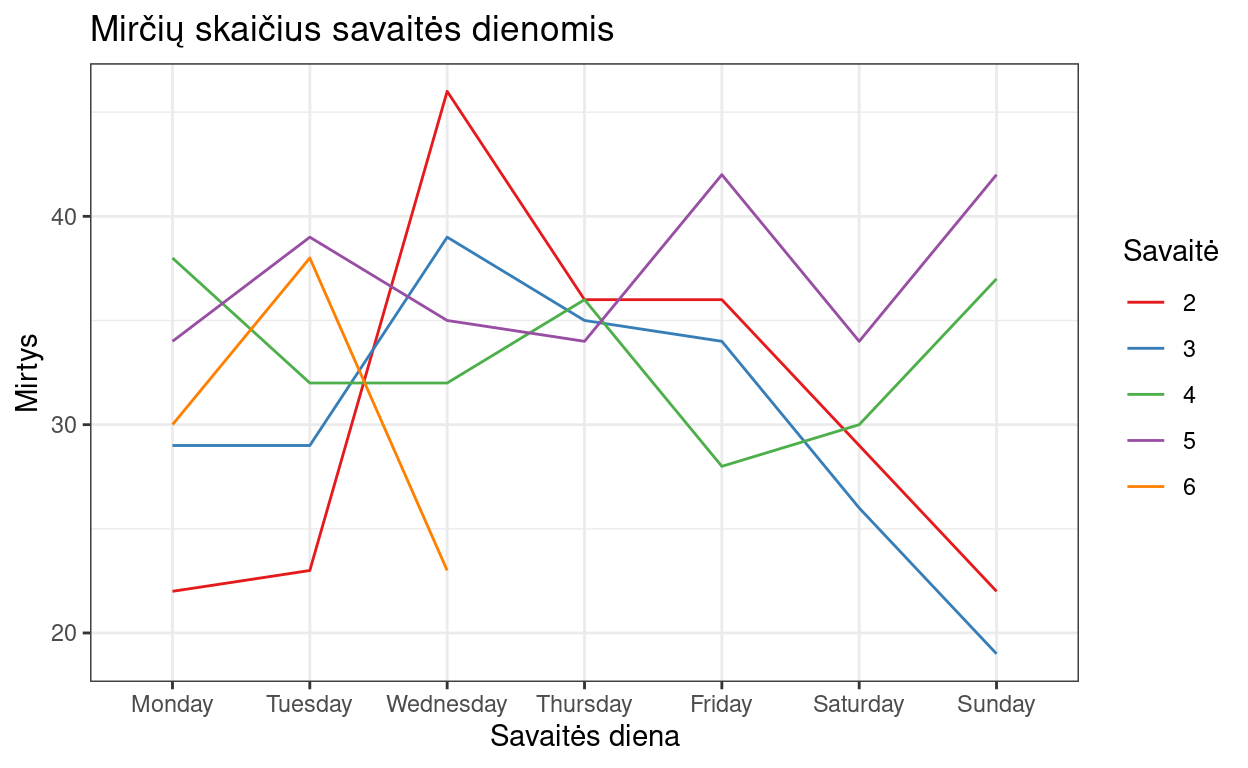 Mirčių skaičius savaitės dienomis
Mirtys
40
30
20
Monday Tuesday Wednesday Thursday Friday Saturday Sunday
Savaitės diena
Savaitė
2
3
4
5
6